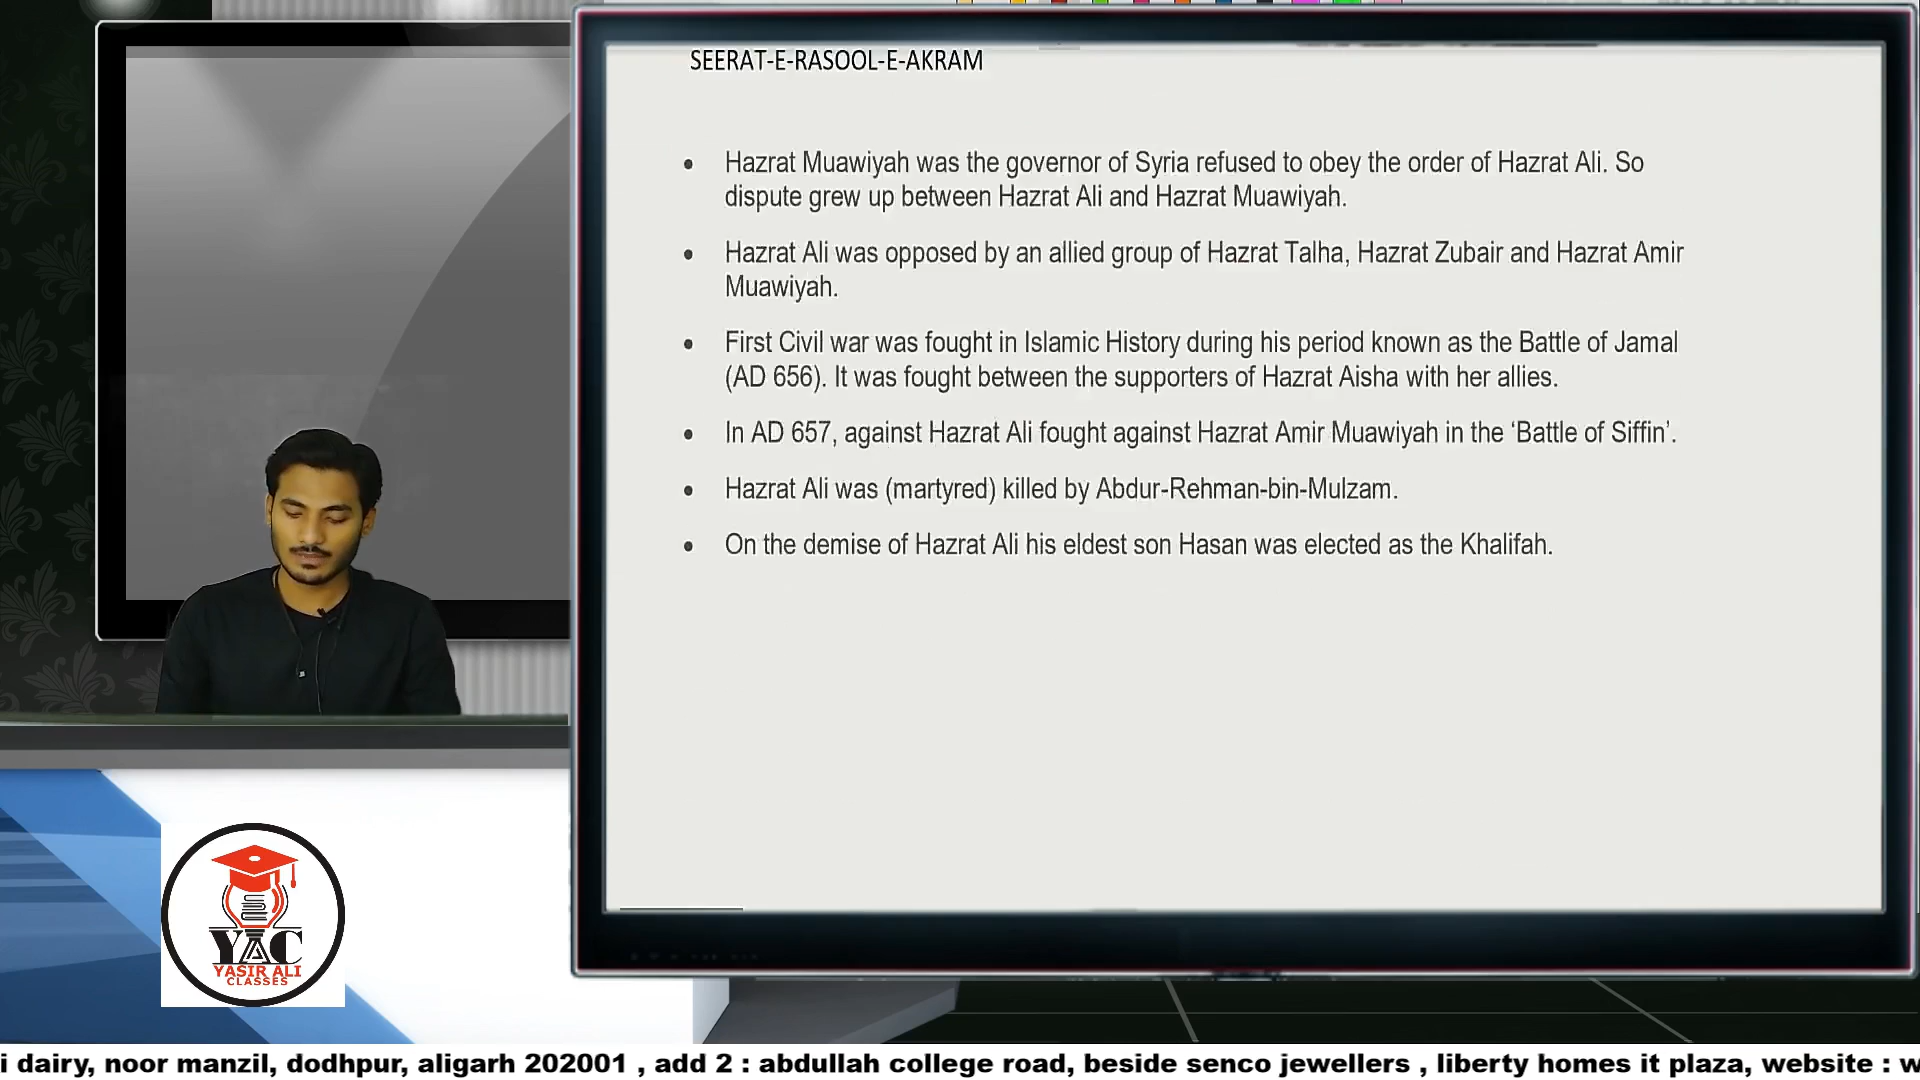 SEERAT-E-RASOOL-E-AKRAM
• Hazrat Muawiyah was the governor of Syria refused to obey the order of Hazrat Ali. So
dispute grew up between Hazrat Ali and Hazrat Muawiyah.
• Hazrat Ali was opposed by an allied group of Hazrat Talha, Hazrat Zubair and Hazrat Amir
Muawiyah.
• First Civil war was fought in Islamic History during his period known as the Battle of Jamal
(AD 656). It was fought between the supporters of Hazrat Aisha with her allies.
• In AD 657, against Hazrat Ali fought against Hazrat Amir Muawiyah in the ‘Battle of Siffin’.
• Hazrat Ali was (martyred) killed by Abdur-Rehman-bin-Mulzam.
• On the demise of Hazrat Ali his eldest son Hasan was elected as the Khalifah.
YAC
YASIR ALI
CLASSES
i dairy, noor manzil, dodhpur, aligarh 202001 , add 2 : abdullah college road, beside senco jewellers , liberty homes it plaza, website : w